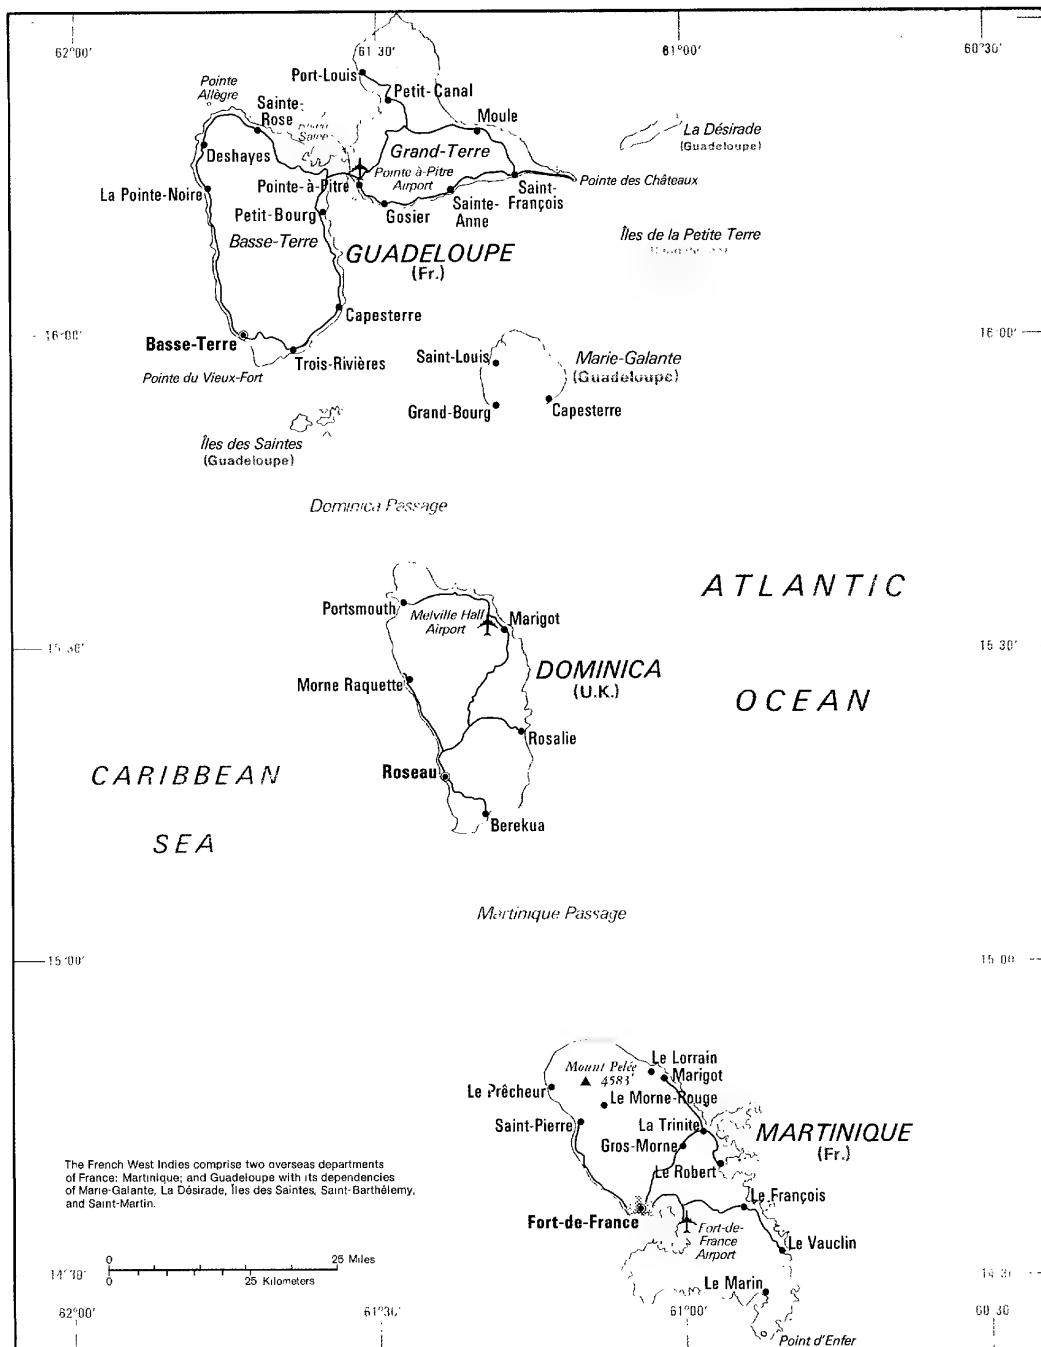 62°00'
61°30'
61°00'
60°30'
Port-Louis
Petit-Canal
Pointe
Allègre
Sainte-
Rose
Moule
La Désirade
(Guadeloupe)
Deshayes
Grand-Terre
Pointe à-Pitre
Airport
Pointe-à-Pitre
La Pointe-Noire
Saint-
François
Pointe des Châteaux
Sainte-
Anne
Gosier
Petit-Bourg
Basse-Terre
Îles de la Petite Terre
GUADELOUPE
(Fr.)
Capesterre
16°00'
16°00'
Basse-Terre
Trois-Rivières
Pointe du Vieux-Fort
Saint-Louis
Marie-Galante
(Guadeloupe)
Grand-Bourg
Capesterre
Îles des Saintes
(Guadeloupe)
Dominica Passage
ATLANTIC
OCEAN
Portsmouth
Melville Hall
Airport
Marigot
15°30'
15°30'
DOMINICA
(U.K.)
Morne Raquette
Rosalie
Roseau
CARIBBEAN
SEA
Berekua
Martinique Passage
15°00'
15°00'
Le Lorrain
Mount Pelée
4583'
Marigot
Le Prêcheur
Le Morne-Rouge
Saint-Pierre
La Trinite
MARTINIQUE
(Fr.)
Gros-Morne
Le Robert
The French West Indies comprise two overseas departments
of France: Martinique; and Guadeloupe with its dependencies
of Marie-Galante, La Désirade, Îles des Saintes, Saint-Barthélemy,
and Saint-Martin.
Le François
Fort-de-France
Fort-de-
France
Airport
Le Vauclin
0 25 Miles
0 25 Kilometers
14°30'
14°30'
Le Marin
Point d'Enfer
62°00'
61°30'
61°00'
60°30'